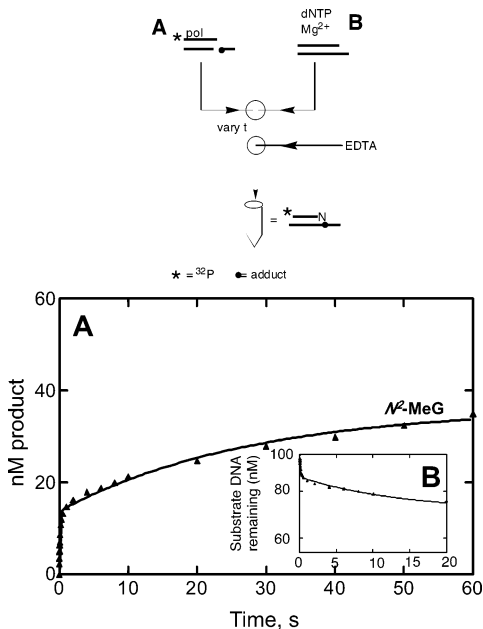 A
B
dNTP
Mg2+
* pol
vary t
EDTA
* N
=
* = 32P
= adduct
A
nM product
60
40
20
0
N2-MeG
B
Substrate DNA
remaining (nM)
100
80
60
0 5 10 15 20
0 10 20 30 40 50 60
Time, s